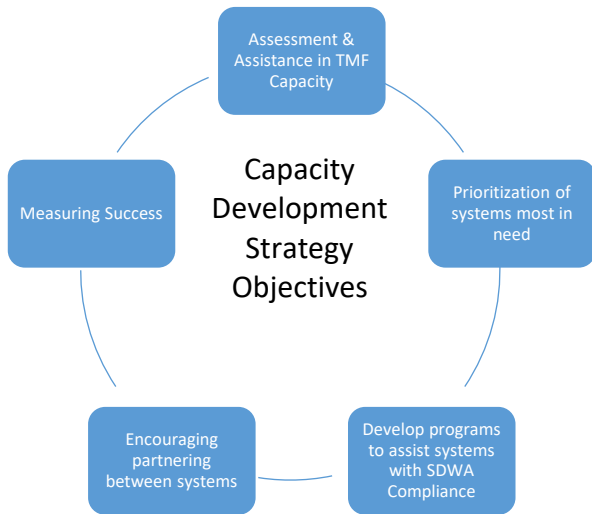 Assessment &
Assistance in TMF
Capacity
Capacity
Development
Strategy
Objectives
Prioritization of
systems most in
need
Develop programs
to assist systems
with SDWA
Compliance
Encouraging
partnering
between systems
Measuring Success